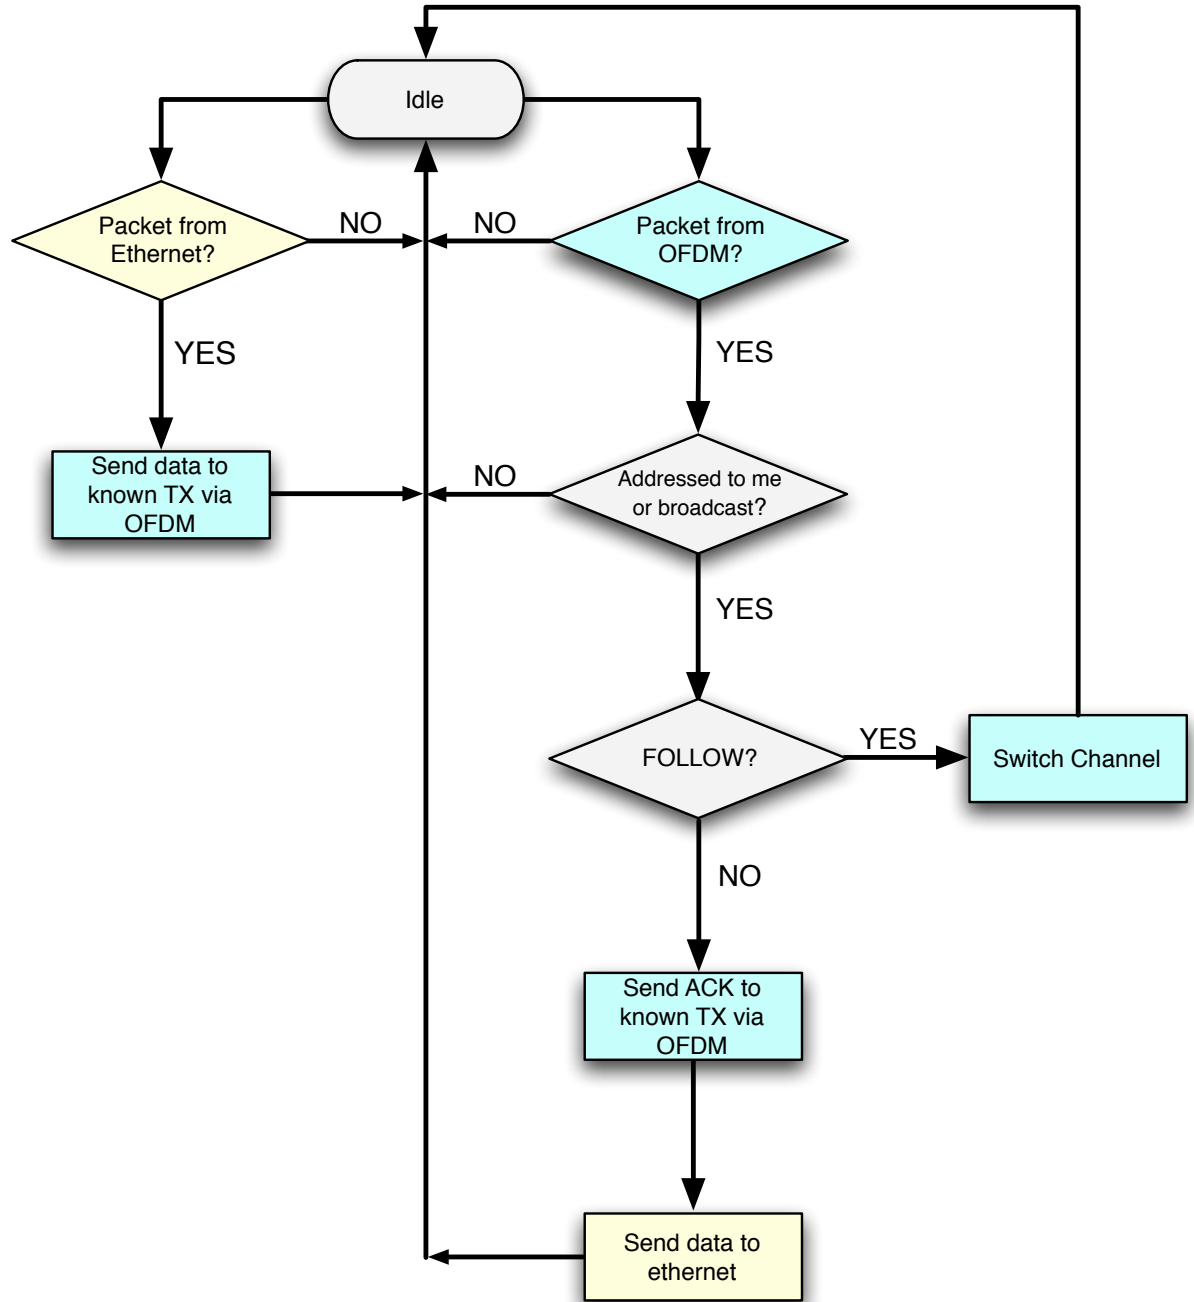 Idle
Packet from
Ethernet?
NO
NO
Packet from
OFDM?
YES
YES
Send data to
known TX via
OFDM
NO
Addressed to me
or broadcast?
YES
FOLLOW?
YES
Switch Channel
NO
Send ACK to
known TX via
OFDM
Send data to
ethernet